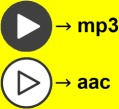 → mp3
→ aac